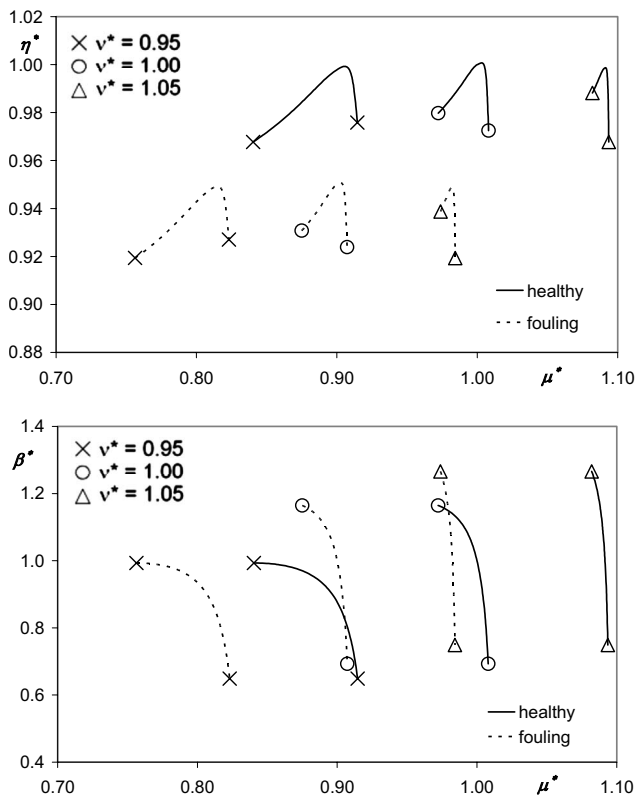 1.02
η*
✕ ν* = 0.95
1.00
○ ν* = 1.00
△ ν* = 1.05
0.98
0.96
0.94
0.92
0.90
healthy
fouling
0.88
0.70 0.80 0.90 1.00 μ* 1.10
1.4
β*
✕ ν* = 0.95
○ ν* = 1.00
△ ν* = 1.05
1.2
1.0
0.8
0.6
healthy
fouling
0.4
0.70 0.80 0.90 1.00 μ* 1.10